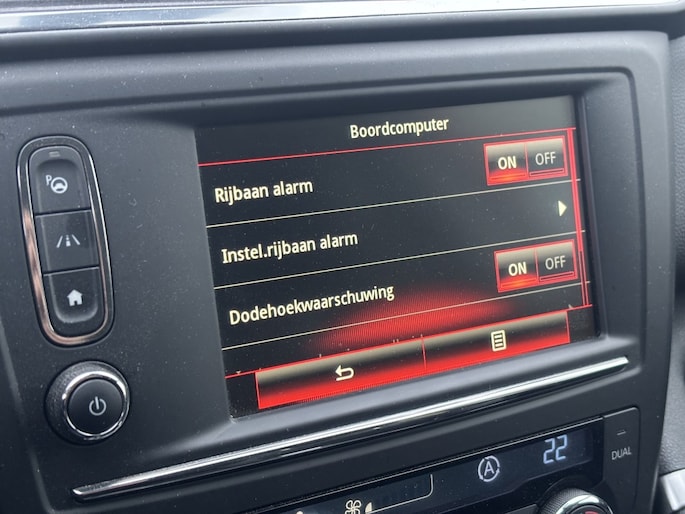 Boordcomputer
Rijbaan alarm
ON OFF
Instel.rijbaan alarm
Dodehoekwaarschuwing
ON OFF
P
A
22
DUAL